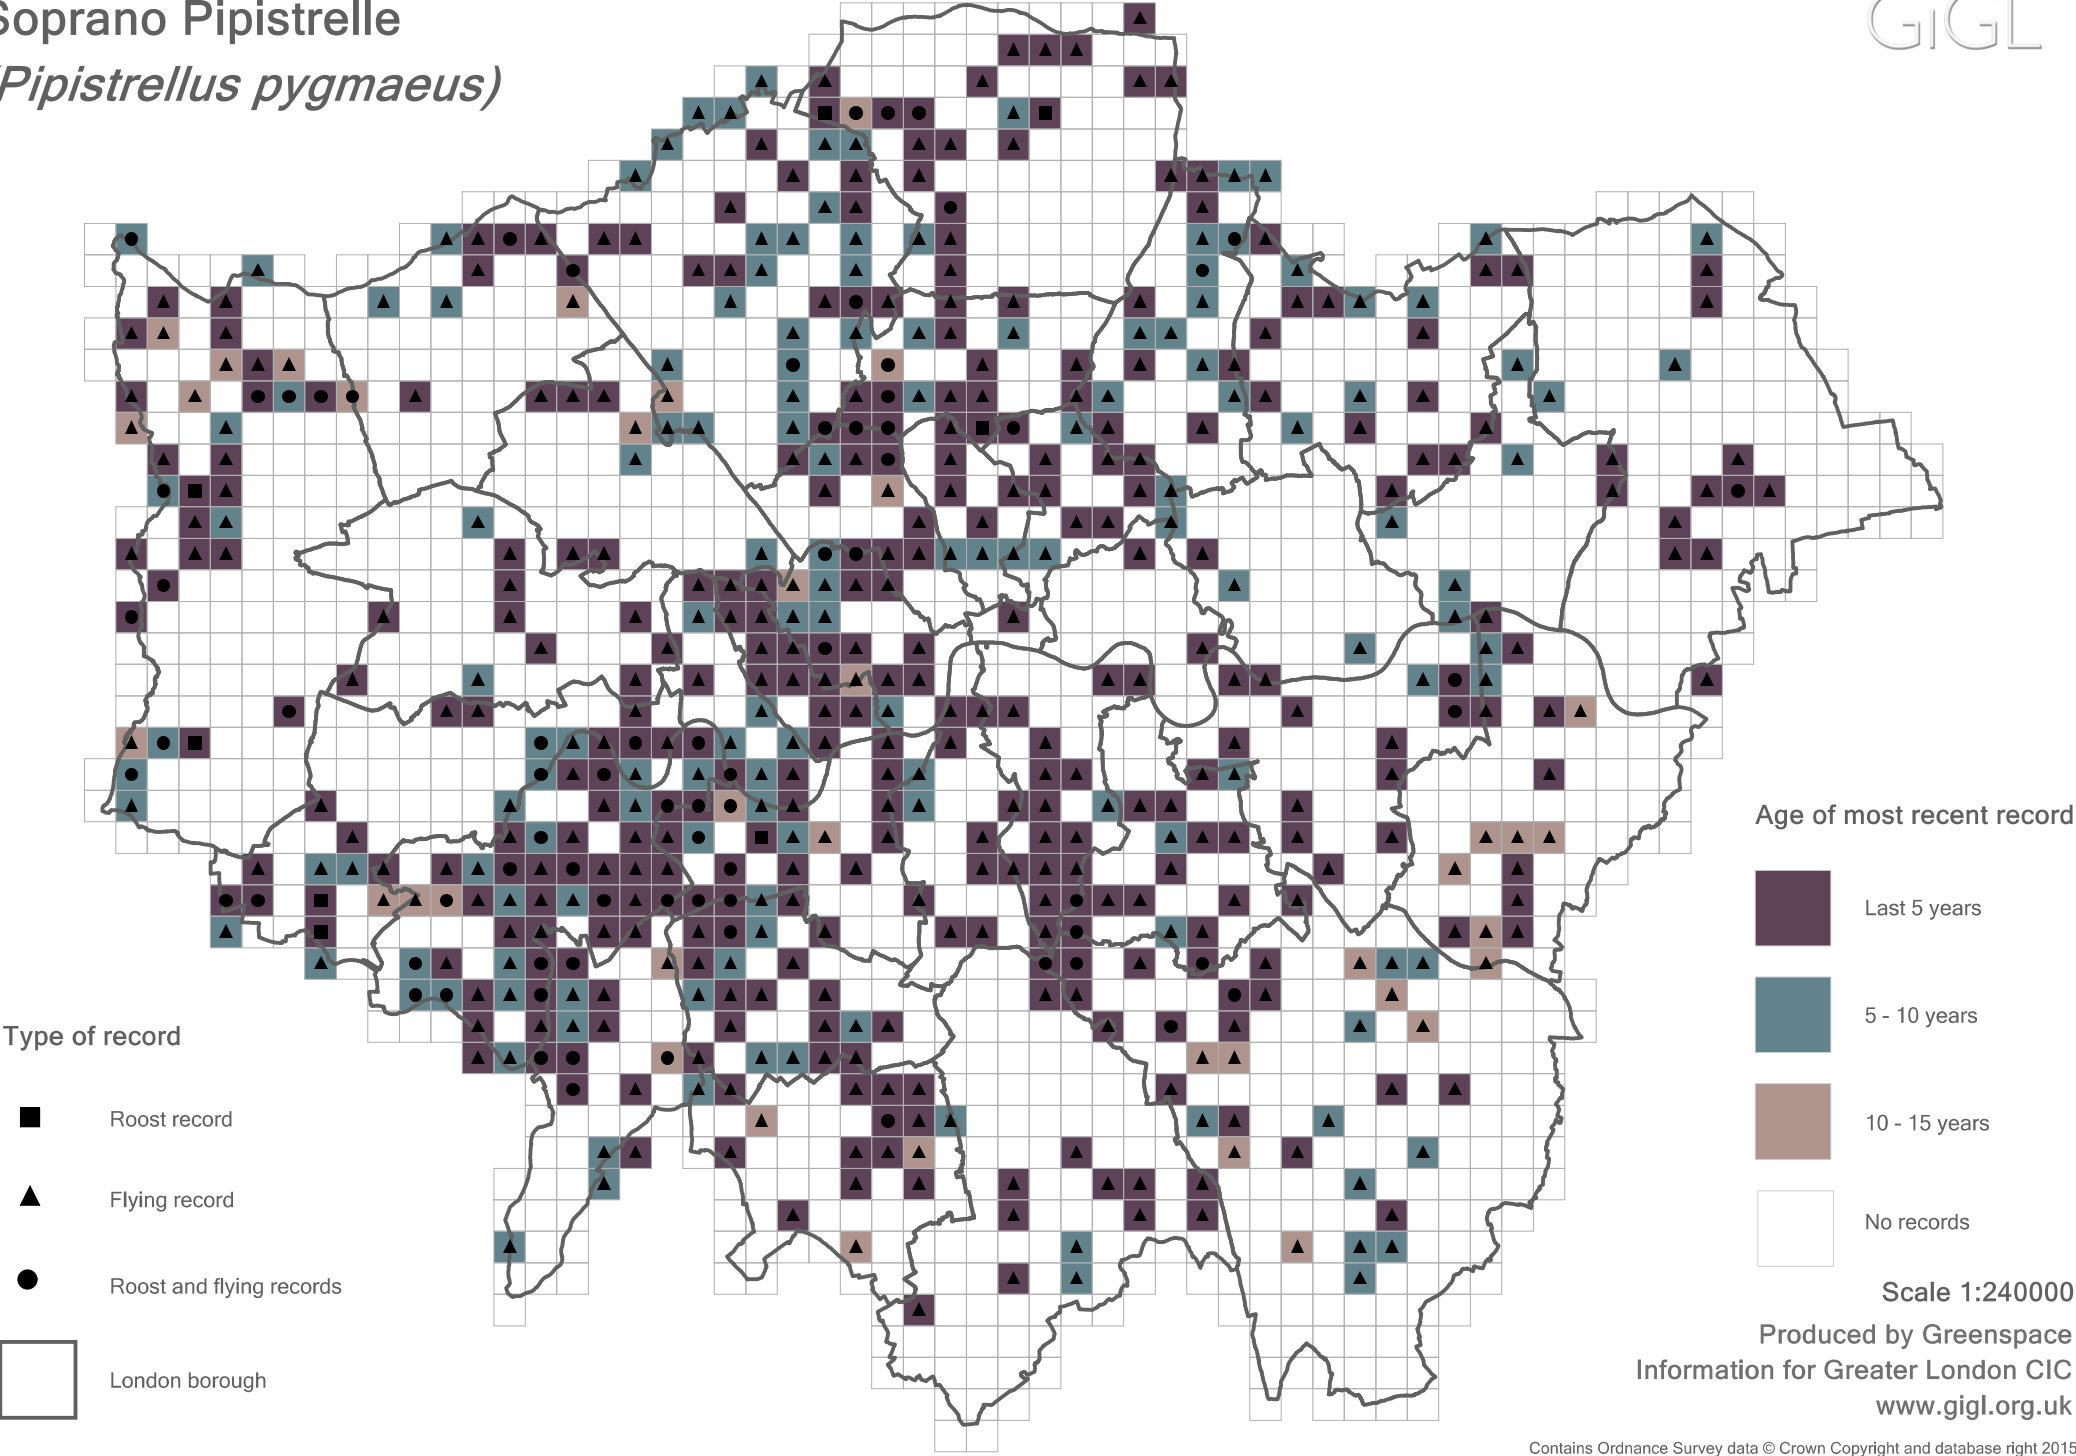 Soprano Pipistrelle
(Pipistrellus pygmaeus)
GiGL
Age of most recent record
Last 5 years
5 - 10 years
10 - 15 years
No records
Type of record
Roost record
Flying record
Roost and flying records
London borough
Scale 1:240000
Produced by Greenspace
Information for Greater London CIC
www.gigl.org.uk
Contains Ordnance Survey data © Crown Copyright and database right 2015